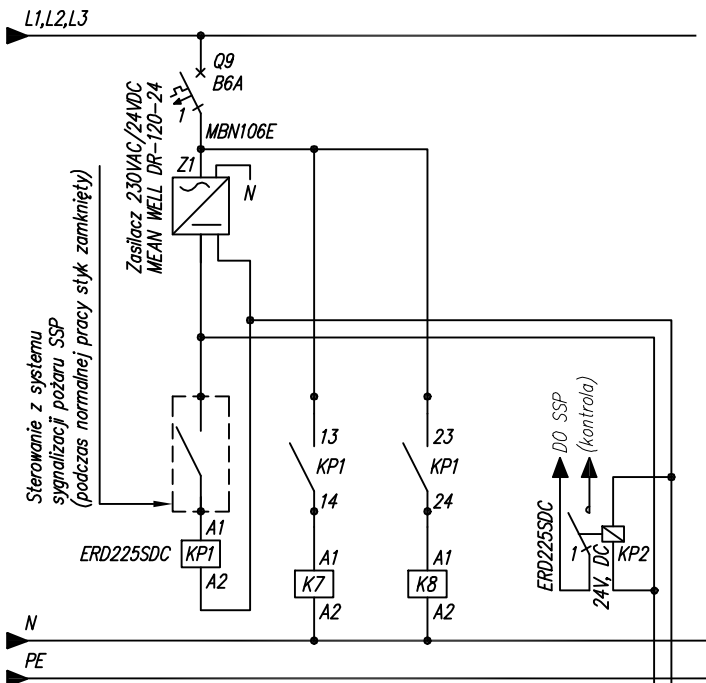 L1,L2,L3
Q9
B6A
1
MBN106E
Zasilacz 230VAC/24VDC
MEAN WELL DR-120-24
Z1
N
Sterowanie z systemu
sygnalizacji pożaru SSP
(podczas normalnej pracy styk zamknięty)
13
KP1
14
23
KP1
24
DO SSP
(kontrola)
A1
ERD225SDC
KP1
A2
A1
K7
A2
A1
K8
A2
ERD225SDC
1
24V, DC
KP2
N
PE